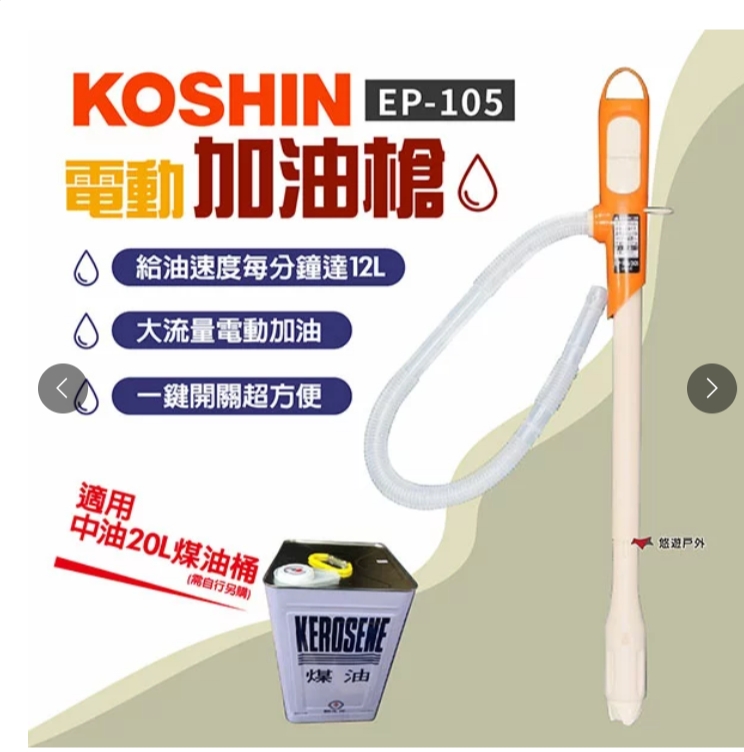 KOSHIN EP-105
電動加油槍
給油速度每分鐘達12L
大流量電動加油
一鍵開關超方便
適用
中油20L煤油桶
(需自行另購)
KEROSENE
煤 油
悠遊戶外